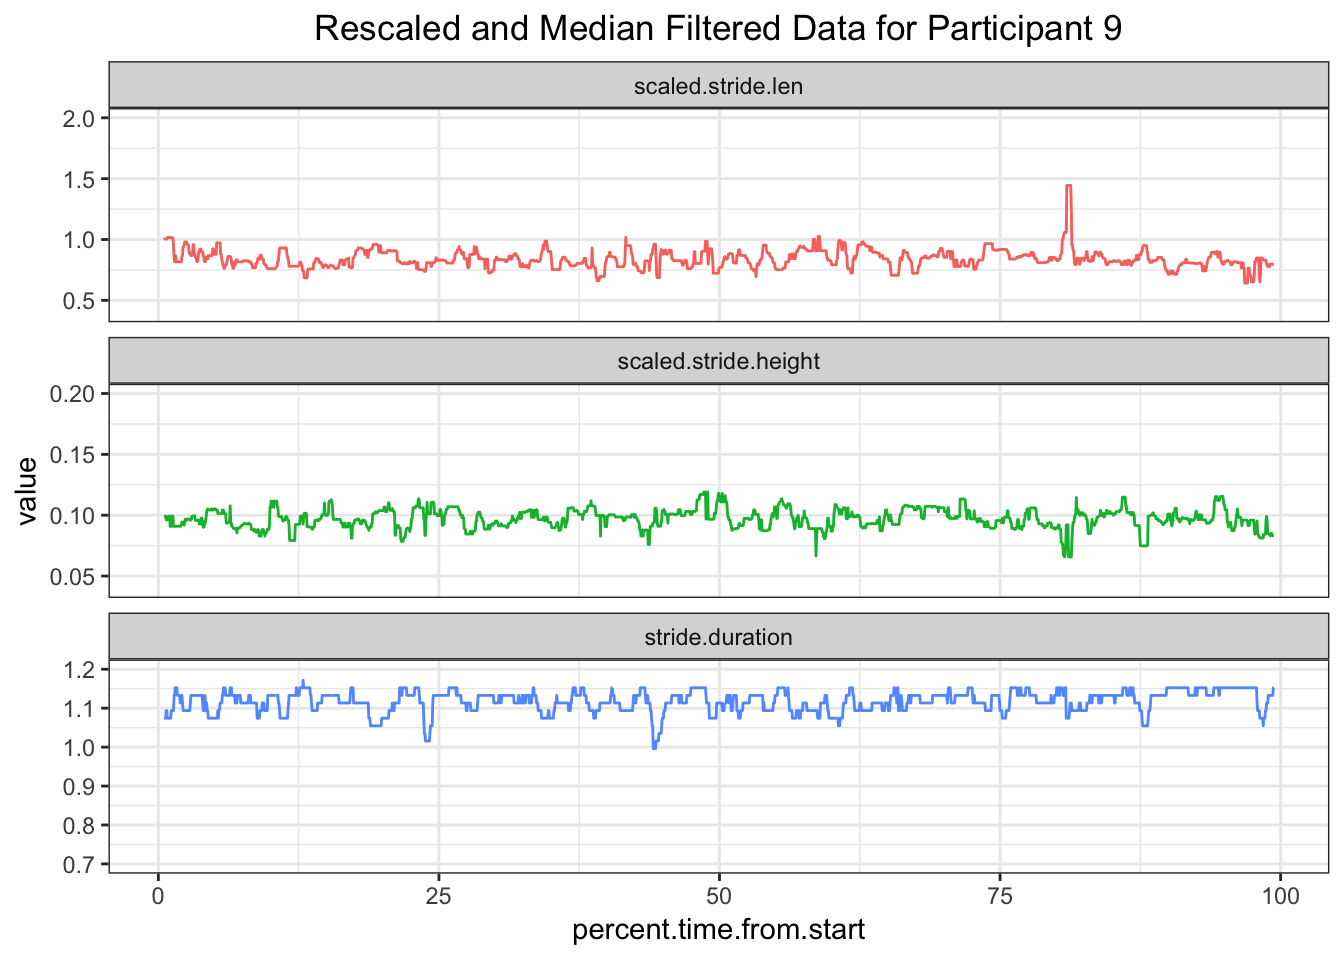 Rescaled and Median Filtered Data for Participant 9
scaled.stride.len
2.0
1.5
1.0
0.5
scaled.stride.height
0.20
0.15
0.10
0.05
value
stride.duration
1.2
1.1
1.0
0.9
0.8
0.7
0 25 50 75 100
percent.time.from.start